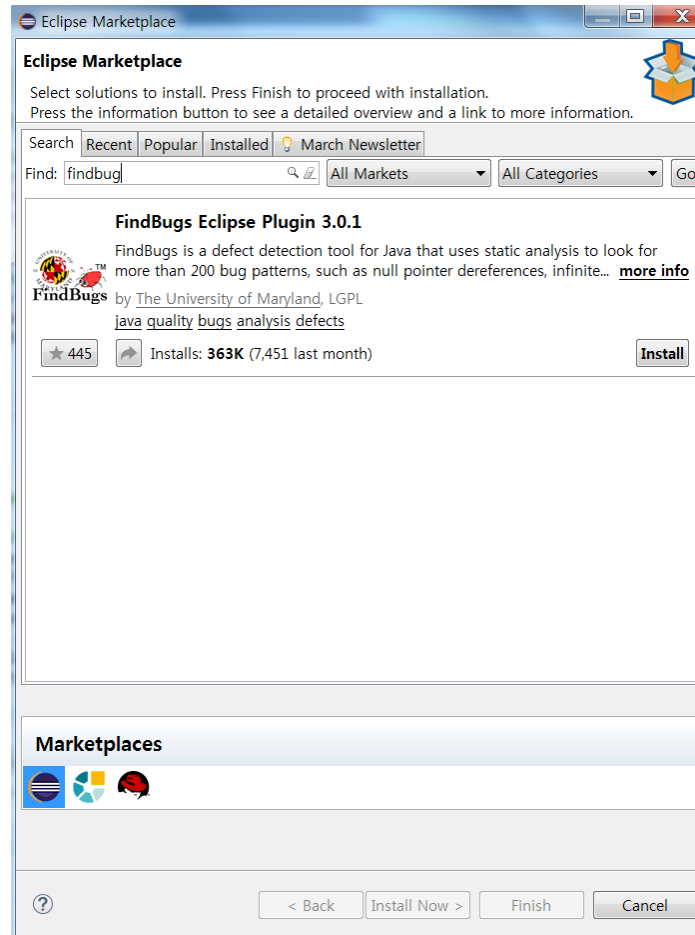 Eclipse Marketplace
Eclipse Marketplace
Select solutions to install. Press Finish to proceed with installation.
Press the information button to see a detailed overview and a link to more information.
Search Recent Popular Installed March Newsletter
Find: findbug All Markets All Categories Go
FindBugs Eclipse Plugin 3.0.1
FindBugs is a defect detection tool for Java that uses static analysis to look for
more than 200 bug patterns, such as null pointer dereferences, infinite... more info
FindBugs™
by The University of Maryland, LGPL
java quality bugs analysis defects
445 Installs: 363K (7,451 last month) Install
Marketplaces
? < Back Install Now > Finish Cancel